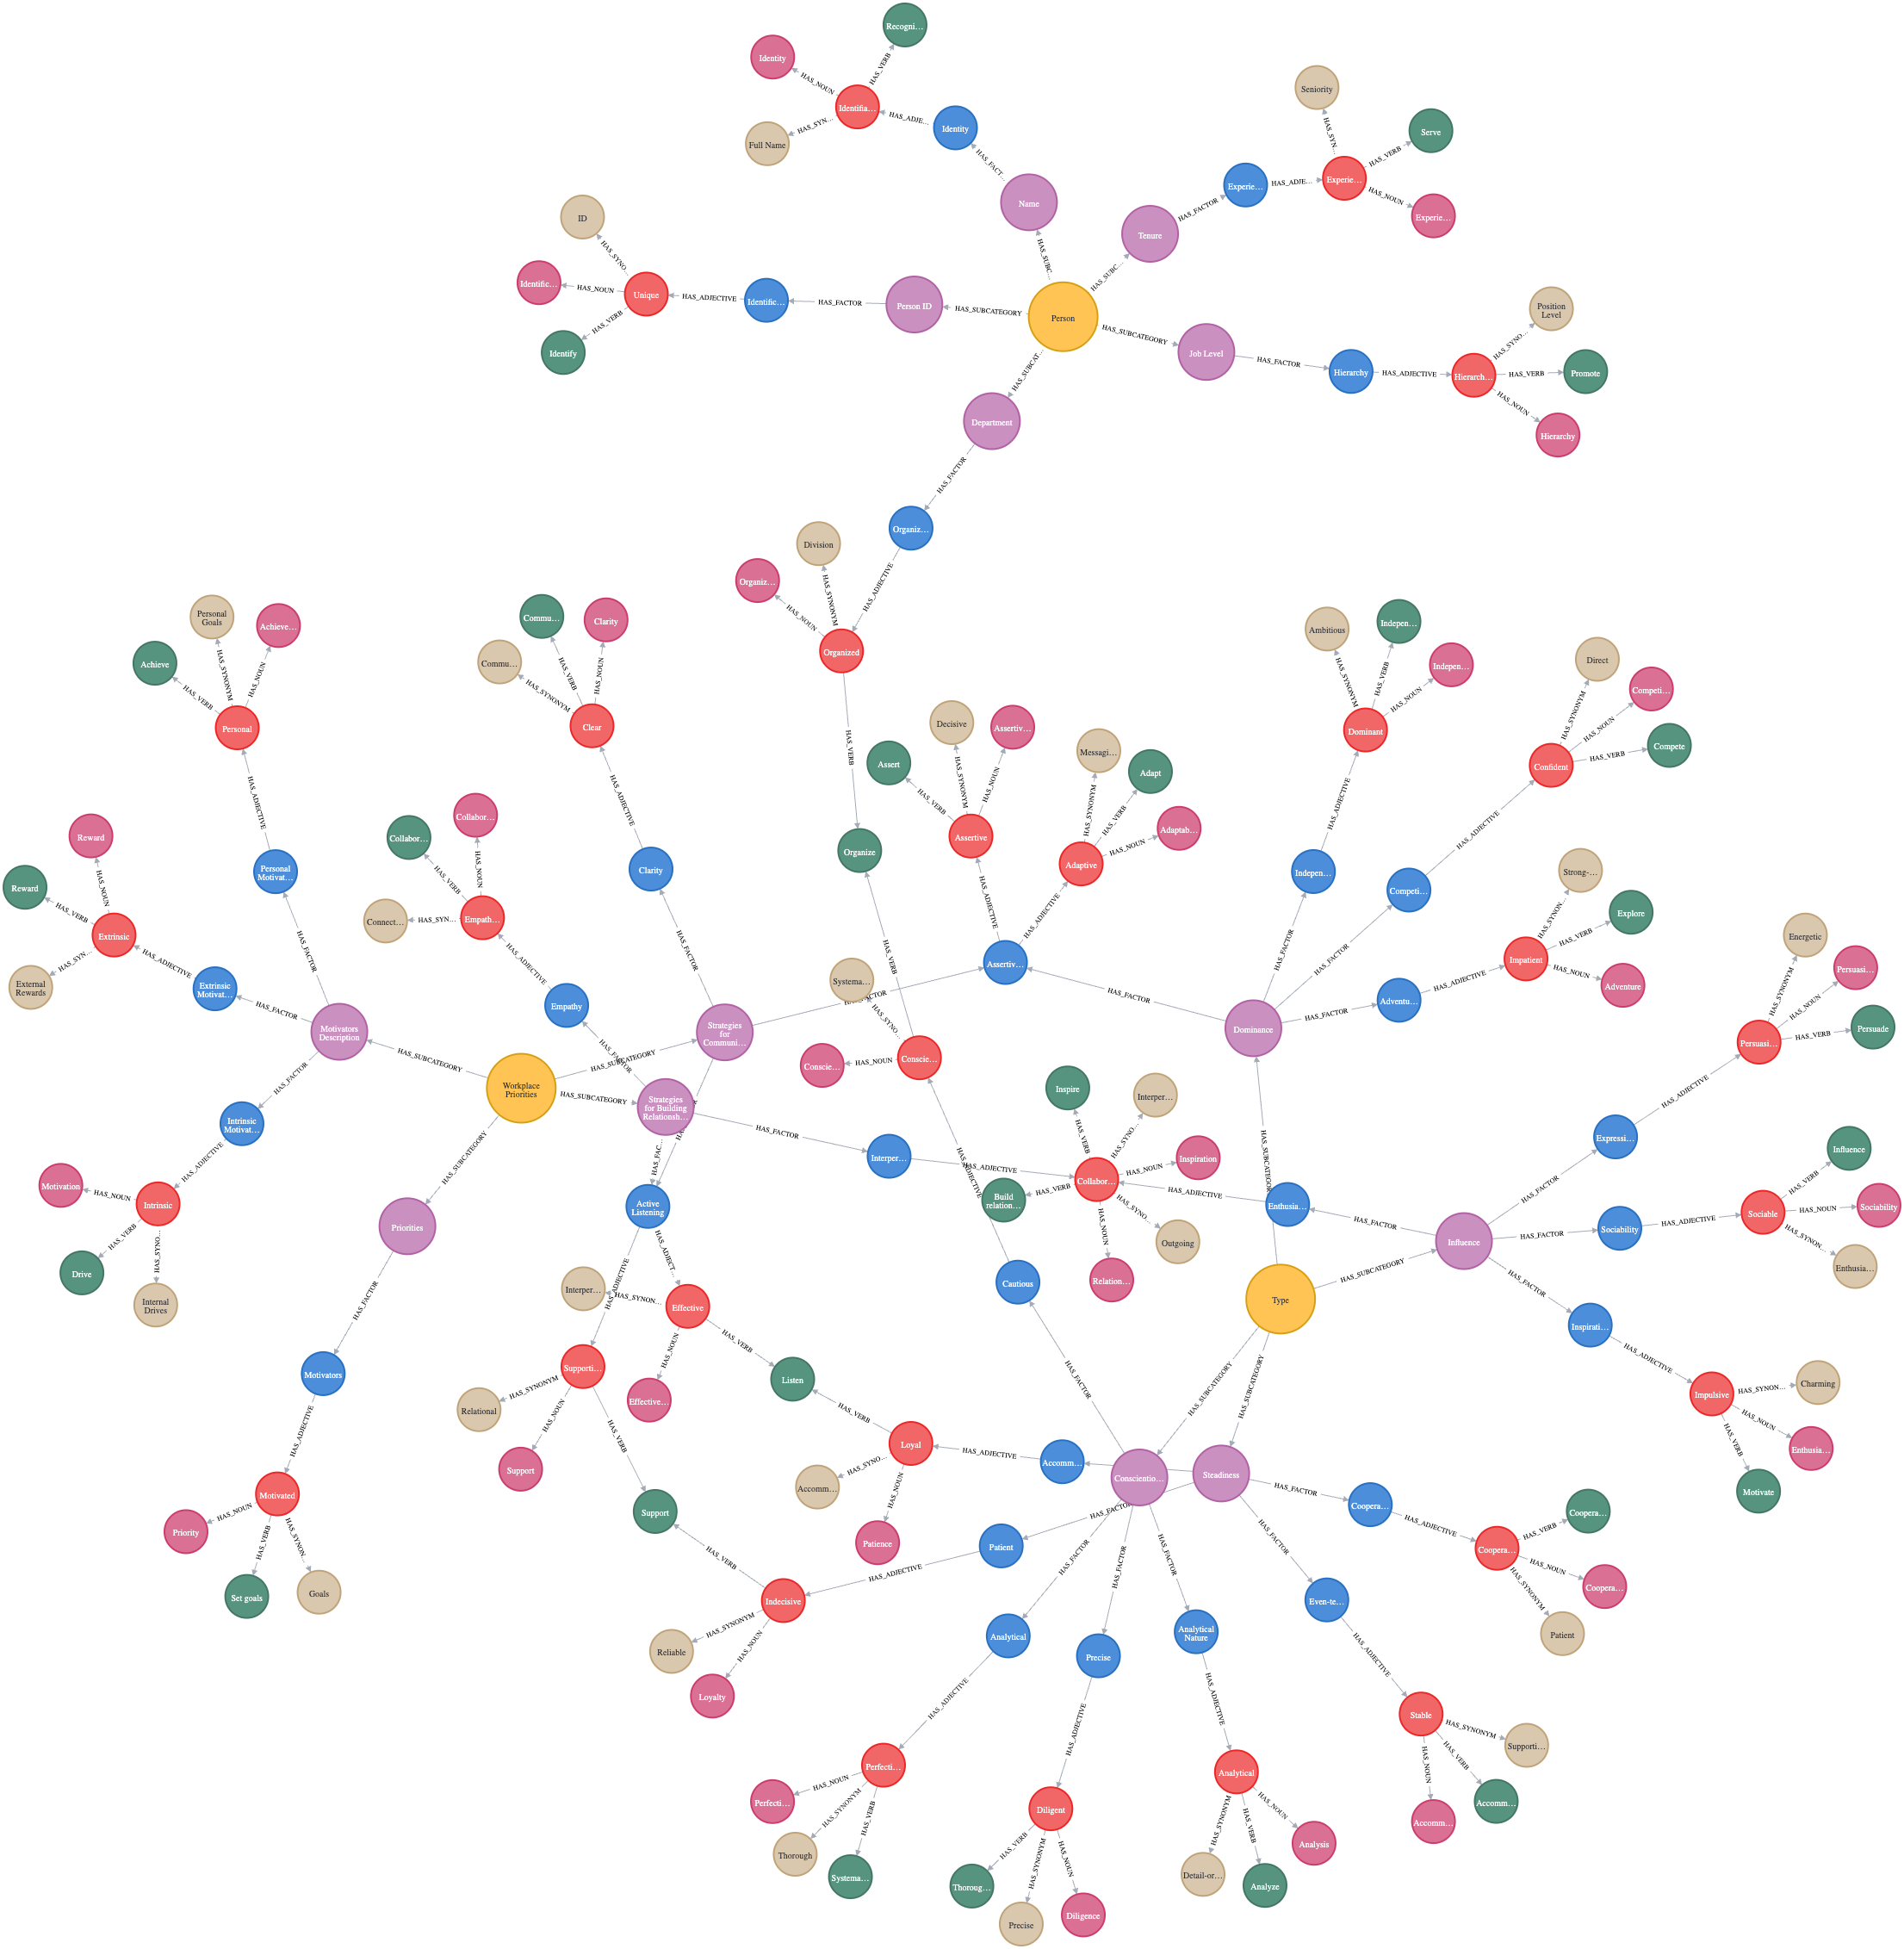 Recogni…
Identity
HAS_VERB
HAS_NOUN
Identifia…
HAS_SYN…
Full Name
HAS_ADJE…
Identity
HAS_FACT…
Name
HAS_SUBC…
Seniority
HAS_SYN…
Serve
HAS_VERB
Experie…
HAS_ADJE…
Experie…
HAS_NOUN
Experie…
HAS_FACTOR
Tenure
HAS_SUBC…
ID
HAS_SYNO…
Identific…
HAS_NOUN
Unique
HAS_ADJECTIVE
Identific…
HAS_FACTOR
Person ID
HAS_SUBCATEGORY
Person
HAS_VERB
Identify
HAS_SUBCATEGORY
Job Level
HAS_FACTOR
Hierarchy
HAS_ADJECTIVE
Hierarch…
Position
Level
HAS_SYNO…
HAS_VERB
Promote
HAS_NOUN
Hierarchy
HAS_SUBCAT…
Department
HAS_FACTOR
Organiz…
HAS_ADJECTIVE
Division
HAS_SYNONYM
Organiz…
HAS_NOUN
Organized
HAS_VERB
Organize
HAS_VERB
Personal
Goals
HAS_SYNONYM
Achieve…
HAS_NOUN
Achieve
HAS_VERB
Personal
HAS_ADJECTIVE
Personal
Motivat…
HAS_FACTOR
Commu…
HAS_VERB
Clarity
HAS_NOUN
Commu…
HAS_SYNONYM
Clear
HAS_ADJECTIVE
Clarity
HAS_FACTOR
Decisive
HAS_SYNONYM
Assertiv…
HAS_NOUN
Assert
HAS_VERB
Assertive
HAS_ADJECTIVE
Messagi…
HAS_SYNONYM
Adapt
HAS_VERB
Adaptab…
HAS_NOUN
Adaptive
HAS_ADJECTIVE
Assertiv…
HAS_FACTOR
HAS_FACTOR
Ambitious
HAS_SYNONYM
Indepen…
HAS_VERB
Indepen…
HAS_NOUN
Dominant
HAS_ADJECTIVE
Indepen…
HAS_FACTOR
Direct
HAS_SYNONYM
Competi…
HAS_NOUN
Compete
HAS_VERB
Confident
HAS_ADJECTIVE
Competi…
HAS_FACTOR
Strong-…
HAS_SYNON…
Explore
HAS_VERB
Adventure
HAS_NOUN
Impatient
HAS_ADJECTIVE
Adventu…
HAS_FACTOR
Dominance
HAS_SUBCATEGORY
Reward
HAS_NOUN
Reward
HAS_VERB
Extrinsic
HAS_SYN…
External
Rewards
HAS_ADJECTIVE
Extrinsic
Motivat…
HAS_FACTOR
Motivators
Description
HAS_SUBCATEGORY
Collabor…
HAS_NOUN
Collabor…
HAS_VERB
Connect…
HAS_SYN…
Empath…
HAS_ADJECTIVE
Empathy
HAS_FACTOR
Strategies
for
Communi…
HAS_SUBCATEGORY
Workplace
Priorities
HAS_SUBCATEGORY
Strategies
for Building
Relationsh…
HAS_FACTOR
Interper…
HAS_ADJECTIVE
HAS_FAC…
Active
Listening
Systema…
HAS_SYNO…
Conscie…
HAS_NOUN
Conscie…
HAS_ADJECTIVE
Cautious
HAS_FACTOR
Inspire
HAS_VERB
Interper…
HAS_SYNO…
Inspiration
HAS_NOUN
Collabor…
HAS_VERB
Build
relation…
HAS_NOUN
Relation…
HAS_SYNO…
Outgoing
HAS_ADJECTIVE
Enthusia…
HAS_FACTOR
Influence
HAS_SUBCATEGORY
Type
Energetic
HAS_SYNONYM
Persuasi…
HAS_NOUN
Persuade
HAS_VERB
Persuasi…
HAS_ADJECTIVE
Expressi…
HAS_FACTOR
Influence
HAS_VERB
Sociability
HAS_NOUN
Enthusia…
HAS_SYNON…
Sociable
HAS_ADJECTIVE
Sociability
HAS_FACTOR
HAS_FACTOR
Inspirati…
HAS_ADJECTIVE
Impulsive
HAS_SYNON…
Charming
HAS_NOUN
Enthusia…
HAS_VERB
Motivate
HAS_FACTOR
Intrinsic
Motivat…
HAS_ADJECTIVE
Intrinsic
HAS_NOUN
Motivation
HAS_VERB
Drive
HAS_SYNO…
Internal
Drives
HAS_SUBCATEGORY
Priorities
HAS_FACTOR
Motivators
HAS_ADJECTIVE
Motivated
HAS_NOUN
Priority
HAS_VERB
Set goals
HAS_SYNON…
Goals
HAS_ADJECT…
Effective
HAS_SYNON…
Interper…
HAS_NOUN
Effective…
HAS_VERB
Listen
HAS_ADJECTIVE
Supporti…
HAS_SYNONYM
Relational
HAS_NOUN
Support
HAS_VERB
Support
HAS_VERB
Loyal
HAS_SYNO…
Accomm…
HAS_NOUN
Patience
HAS_ADJECTIVE
Accomm…
HAS_SUBCATEGORY
HAS_SUBCATEGORY
Conscientio…
Steadiness
HAS_FACTOR
Patient
HAS_ADJECTIVE
Indecisive
HAS_VERB
HAS_SYNONYM
Reliable
HAS_NOUN
Loyalty
HAS_FACTOR
Coopera…
HAS_ADJECTIVE
Coopera…
HAS_VERB
Coopera…
HAS_NOUN
Coopera…
HAS_SYNONYM
Patient
HAS_FACTOR
Even-te…
HAS_ADJECTIVE
Stable
HAS_SYNONYM
Supporti…
HAS_VERB
Accomm…
HAS_NOUN
Accomm…
HAS_FACTOR
Analytical
HAS_ADJECTIVE
Perfecti…
HAS_NOUN
Perfecti…
HAS_SYNONYM
Thorough
HAS_VERB
Systema…
HAS_FACTOR
Precise
HAS_ADJECTIVE
Diligent
HAS_VERB
Thoroug…
HAS_SYNONYM
Precise
HAS_NOUN
Diligence
HAS_FACTOR
Analytical
Nature
HAS_ADJECTIVE
Analytical
HAS_SYNONYM
Detail-or…
HAS_VERB
Analyze
HAS_NOUN
Analysis